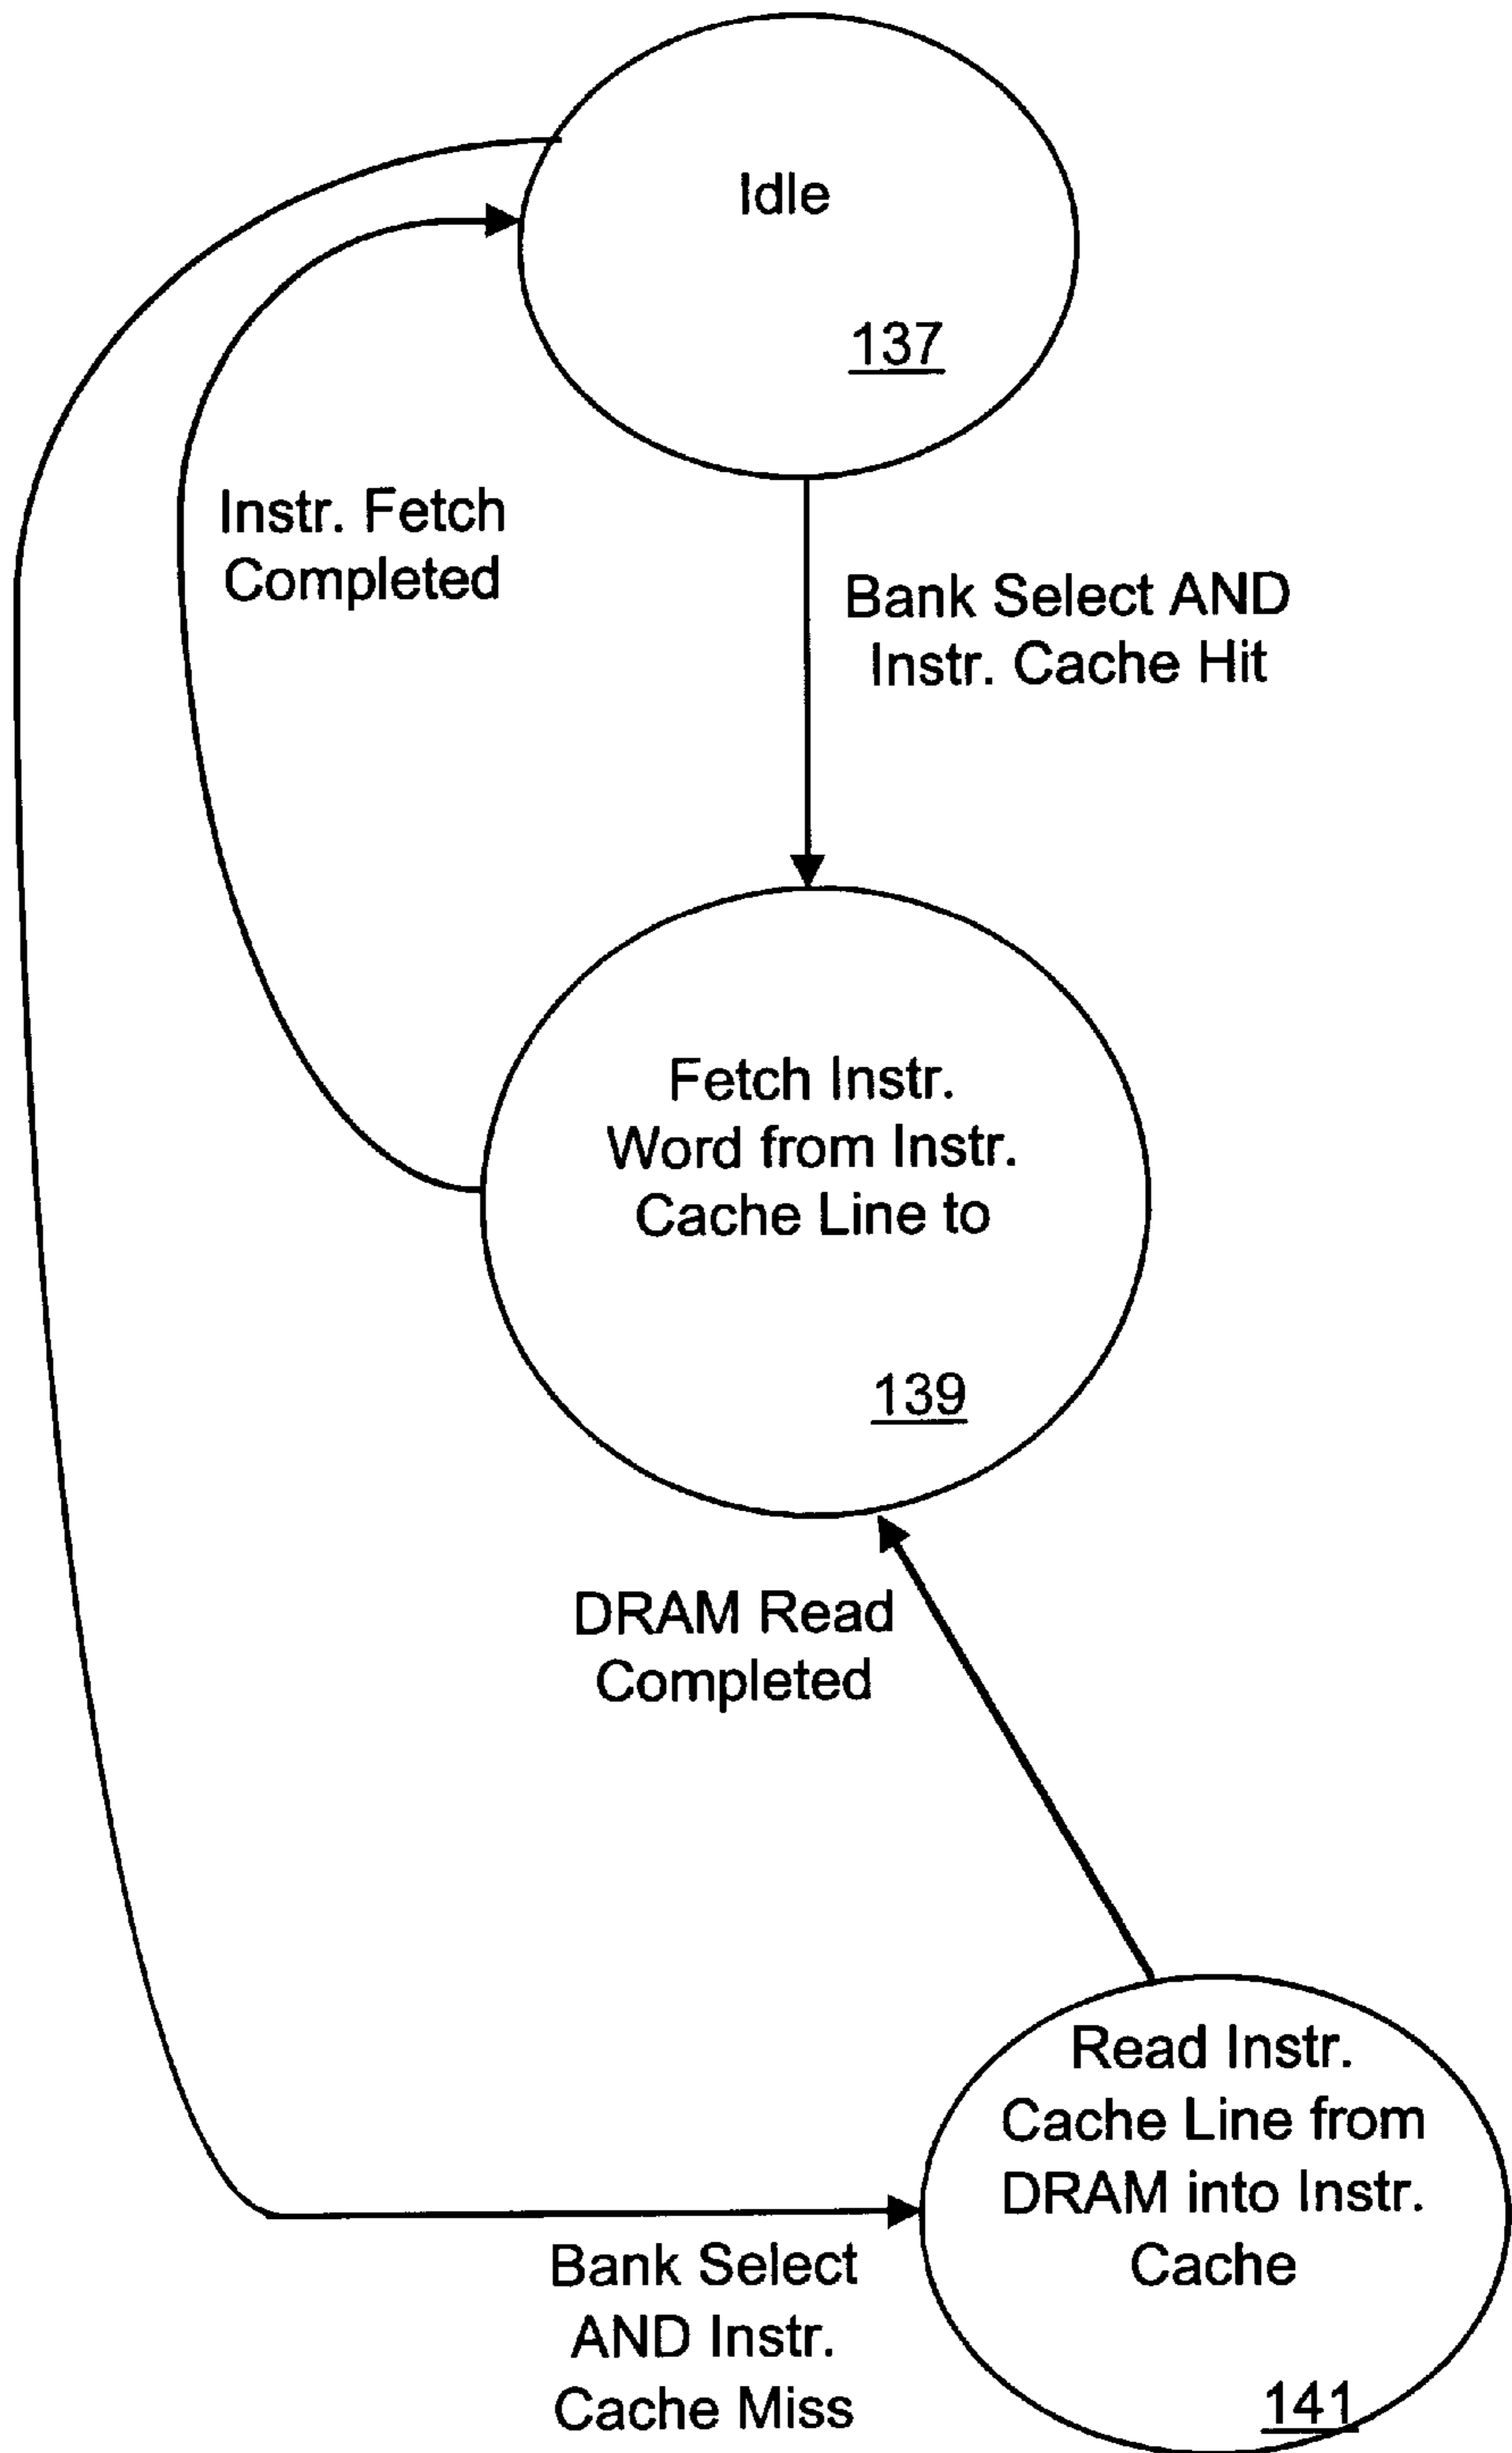 Idle
137
Instr. Fetch
Completed
Bank Select AND
Instr. Cache Hit
Fetch Instr.
Word from Instr.
Cache Line to
139
DRAM Read
Completed
Read Instr.
Cache Line from
DRAM into Instr.
Cache
141
Bank Select
AND Instr.
Cache Miss